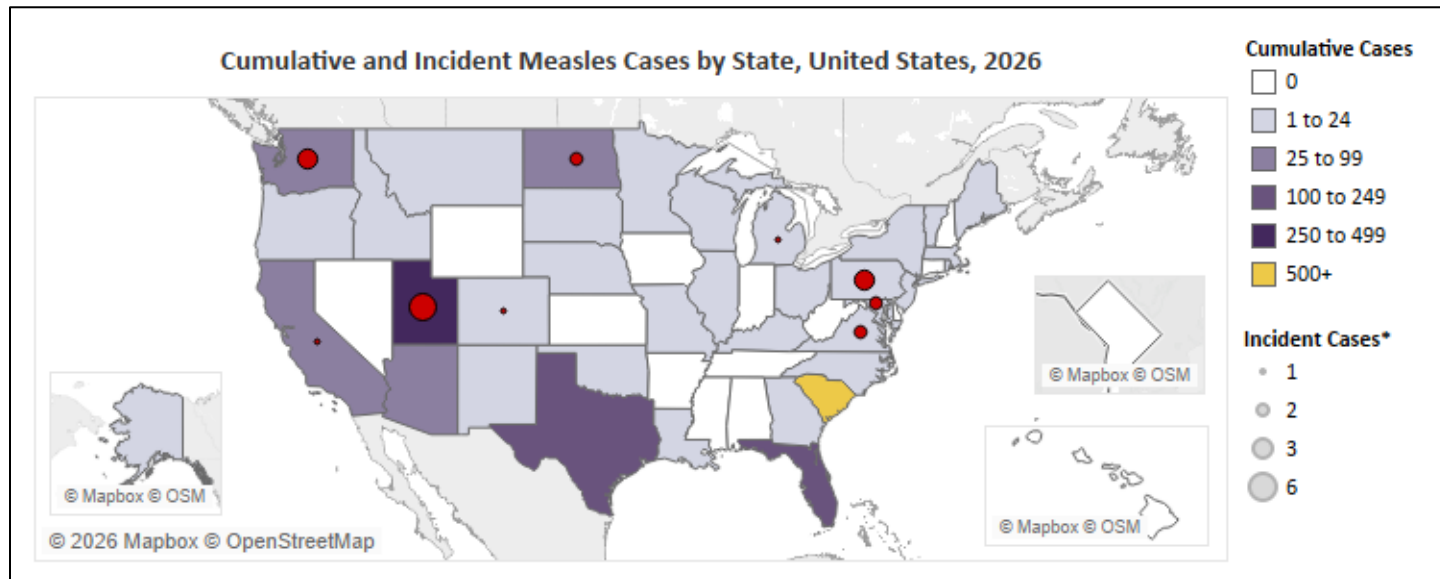 Cumulative and Incident Measles Cases by State, United States, 2026
Cumulative Cases
0
1 to 24
25 to 99
100 to 249
250 to 499
500+
Incident Cases*
1
2
3
6
© Mapbox © OSM
© Mapbox © OSM
© Mapbox © OSM
© 2026 Mapbox © OpenStreetMap